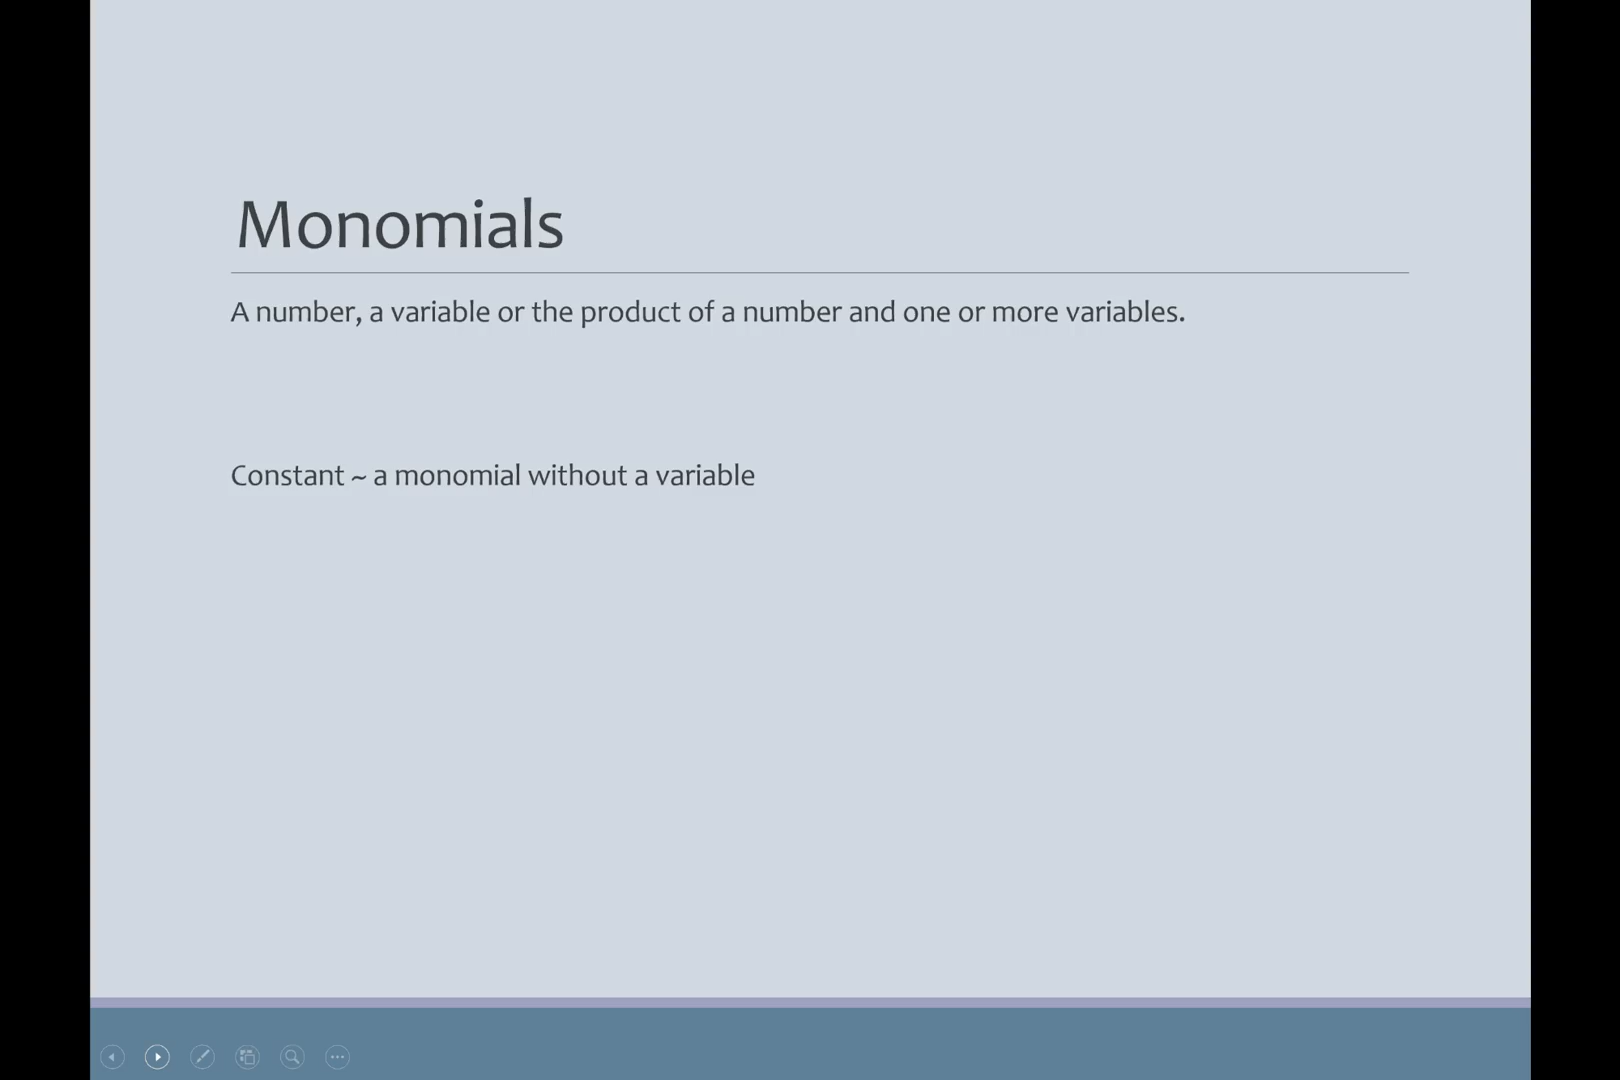 Monomials
A number, a variable or the product of a number and one or more variables.
Constant ~ a monomial without a variable